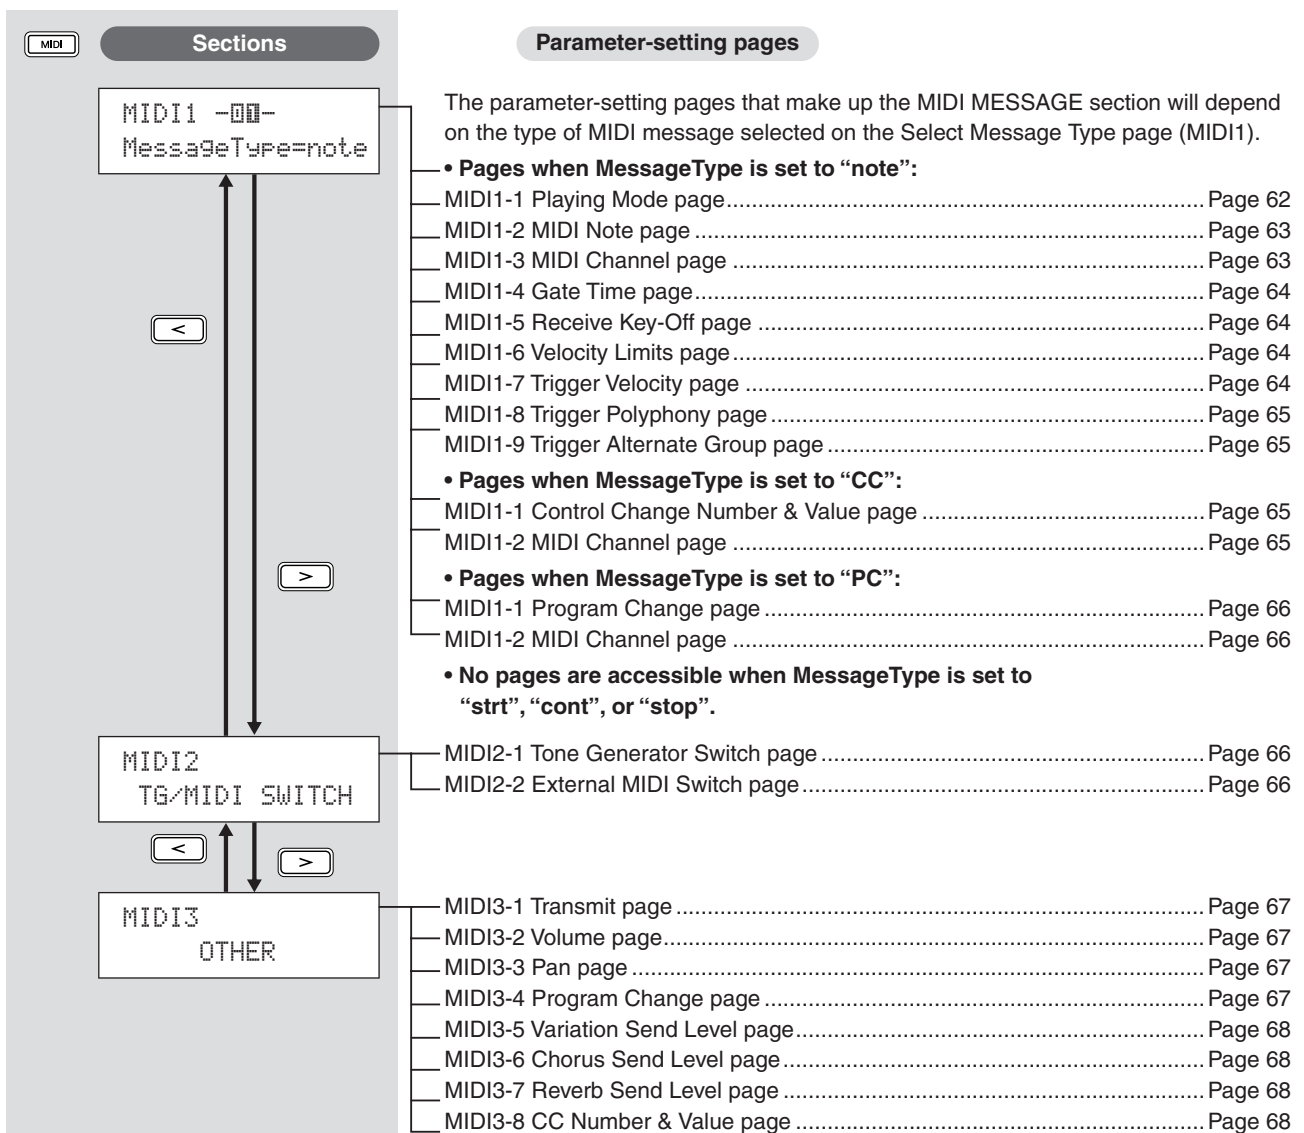 MIDI
Sections
Parameter-setting pages
MIDI1 -01-
MessageType=note
The parameter-setting pages that make up the MIDI MESSAGE section will depend
on the type of MIDI message selected on the Select Message Type page (MIDI1).
• Pages when MessageType is set to “note”:
MIDI1-1 Playing Mode page........Page 62
MIDI1-2 MIDI Note page........Page 63
MIDI1-3 MIDI Channel page........Page 63
MIDI1-4 Gate Time page........Page 64
MIDI1-5 Receive Key-Off page........Page 64
MIDI1-6 Velocity Limits page........Page 64
MIDI1-7 Trigger Velocity page........Page 64
MIDI1-8 Trigger Polyphony page........Page 65
MIDI1-9 Trigger Alternate Group page........Page 65
• Pages when MessageType is set to “CC”:
MIDI1-1 Control Change Number & Value page........Page 65
MIDI1-2 MIDI Channel page........Page 65
• Pages when MessageType is set to “PC”:
MIDI1-1 Program Change page........Page 66
MIDI1-2 MIDI Channel page........Page 66
• No pages are accessible when MessageType is set to
“strt”, “cont”, or “stop”.
<
>
MIDI2
TG/MIDI SWITCH
MIDI2-1 Tone Generator Switch page........Page 66
MIDI2-2 External MIDI Switch page........Page 66
<
>
MIDI3
OTHER
MIDI3-1 Transmit page........Page 67
MIDI3-2 Volume page........Page 67
MIDI3-3 Pan page........Page 67
MIDI3-4 Program Change page........Page 67
MIDI3-5 Variation Send Level page........Page 68
MIDI3-6 Chorus Send Level page........Page 68
MIDI3-7 Reverb Send Level page........Page 68
MIDI3-8 CC Number & Value page........Page 68